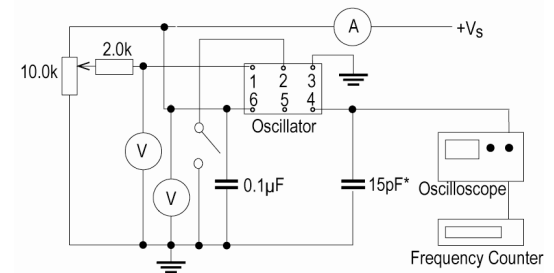 A
+Vs
2.0k
10.0k
1 2 3
6 5 4
Oscillator
V
V
0.1µF
15pF*
Oscilloscope
Frequency Counter